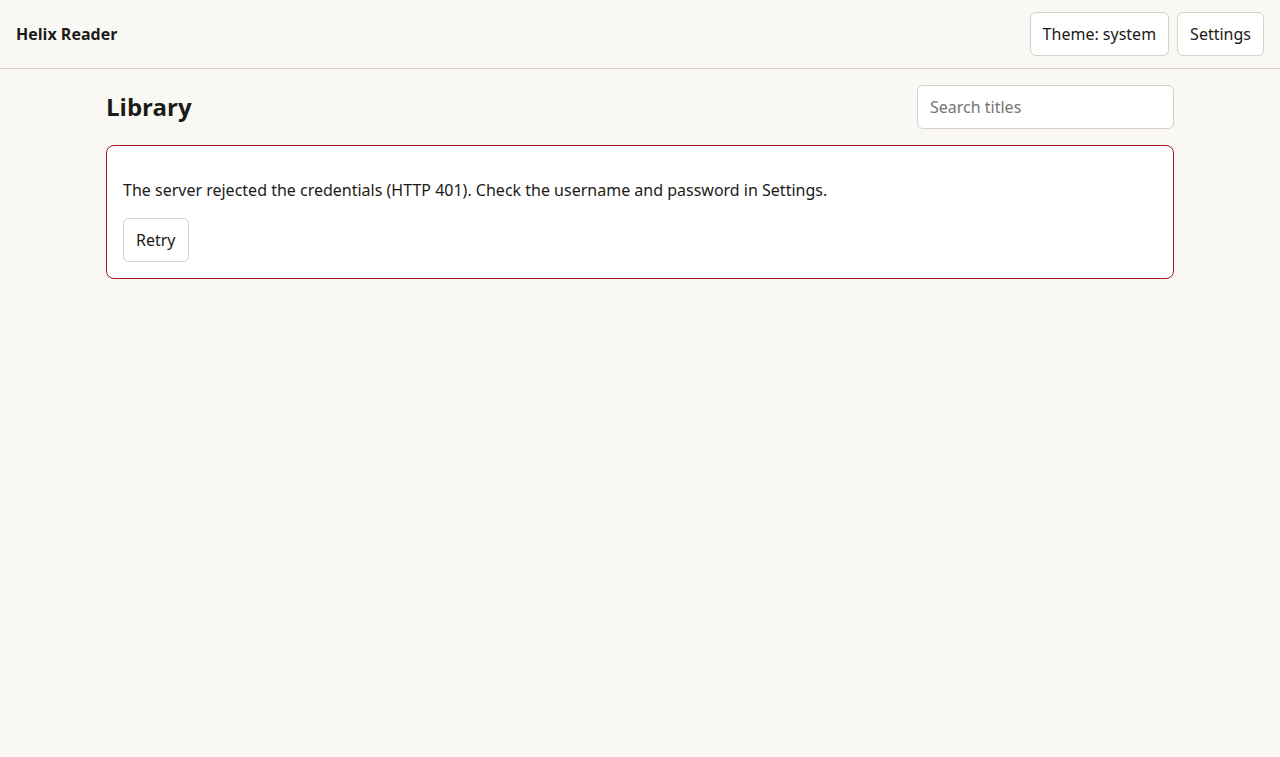 Helix Reader
Theme: system
Settings
Library
Search titles
The server rejected the credentials (HTTP 401). Check the username and password in Settings.
Retry